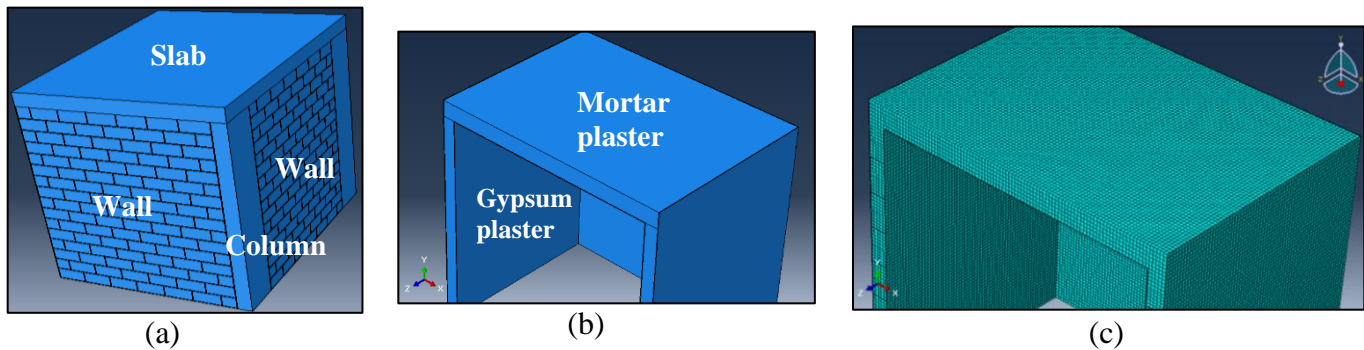 Slab
Wall
Wall
Column
(a)
Mortar
plaster
Gypsum
plaster
Y
Z
X
(b)
Y
Z
X
Y
Z
X
(c)